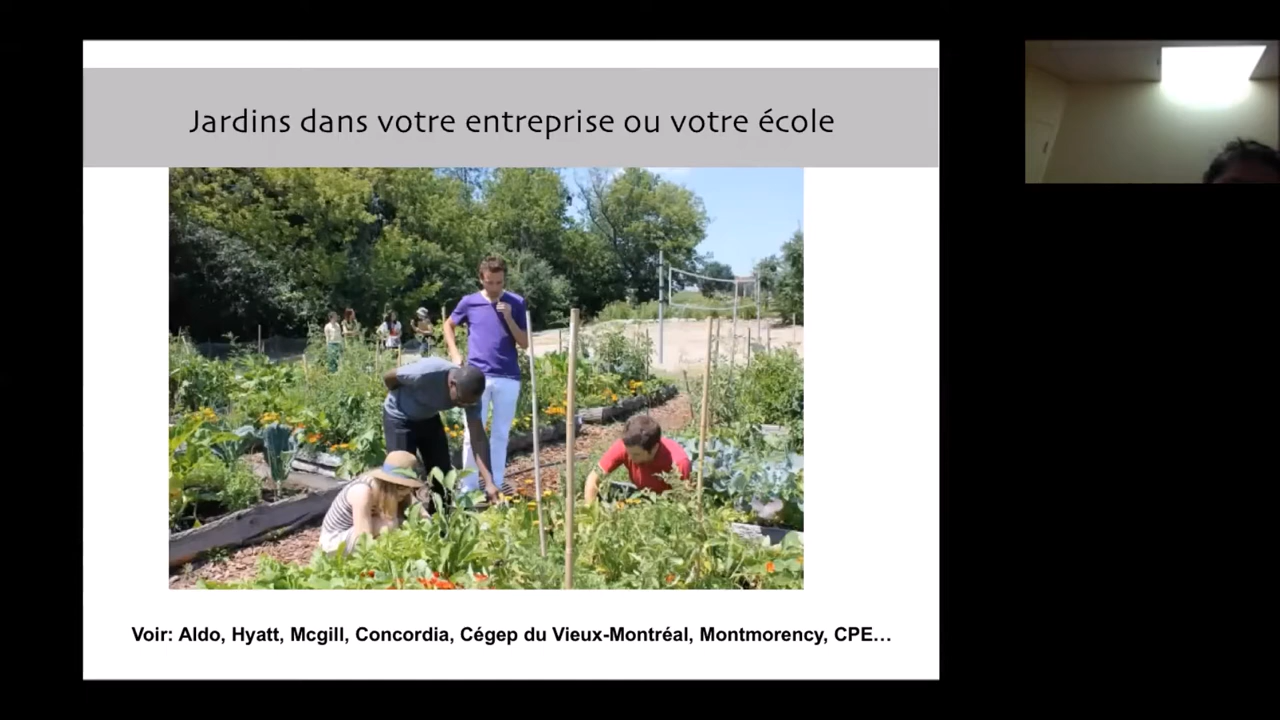 Jardins dans votre entreprise ou votre école
Voir: Aldo, Hyatt, Mcgill, Concordia, Cégep du Vieux-Montréal, Montmorency, CPE…